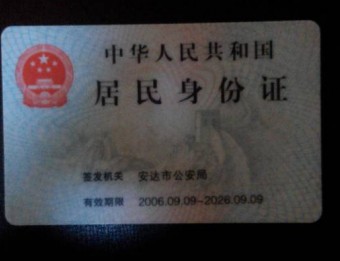 中华人民共和国
居民身份证
签发机关 安达市公安局
有效期限 2006.09.09-2026.09.09